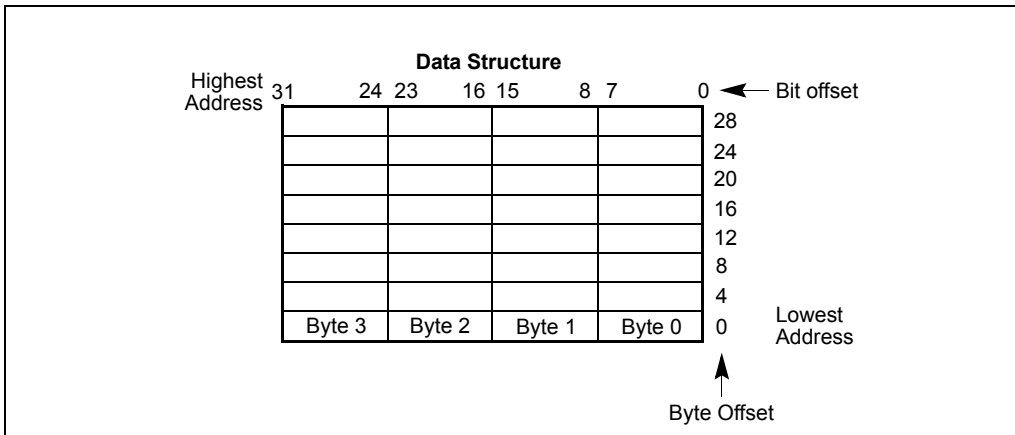 Data Structure
Highest
Address
31 24 23 16 15 8 7 0
Bit offset
28
24
20
16
12
8
4
Byte 3 Byte 2 Byte 1 Byte 0 0
Lowest
Address
Byte Offset